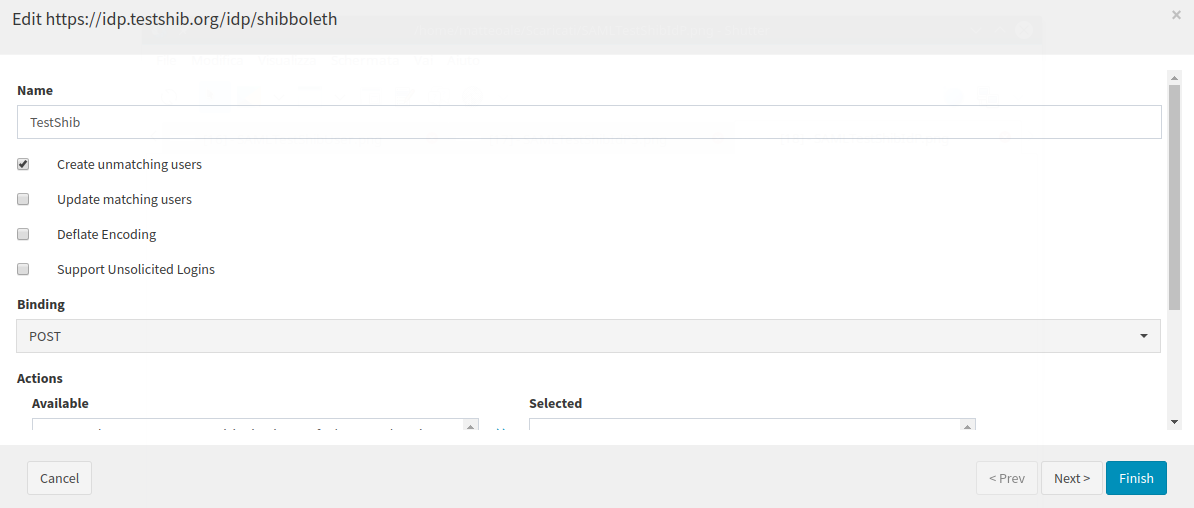 Edit https://idp.testshib.org/idp/shibboleth
×
Name
TestShib
Create unmatching users
Update matching users
Deflate Encoding
Support Unsolicited Logins
Binding
POST
Actions
Available Selected
Cancel < Prev Next > Finish